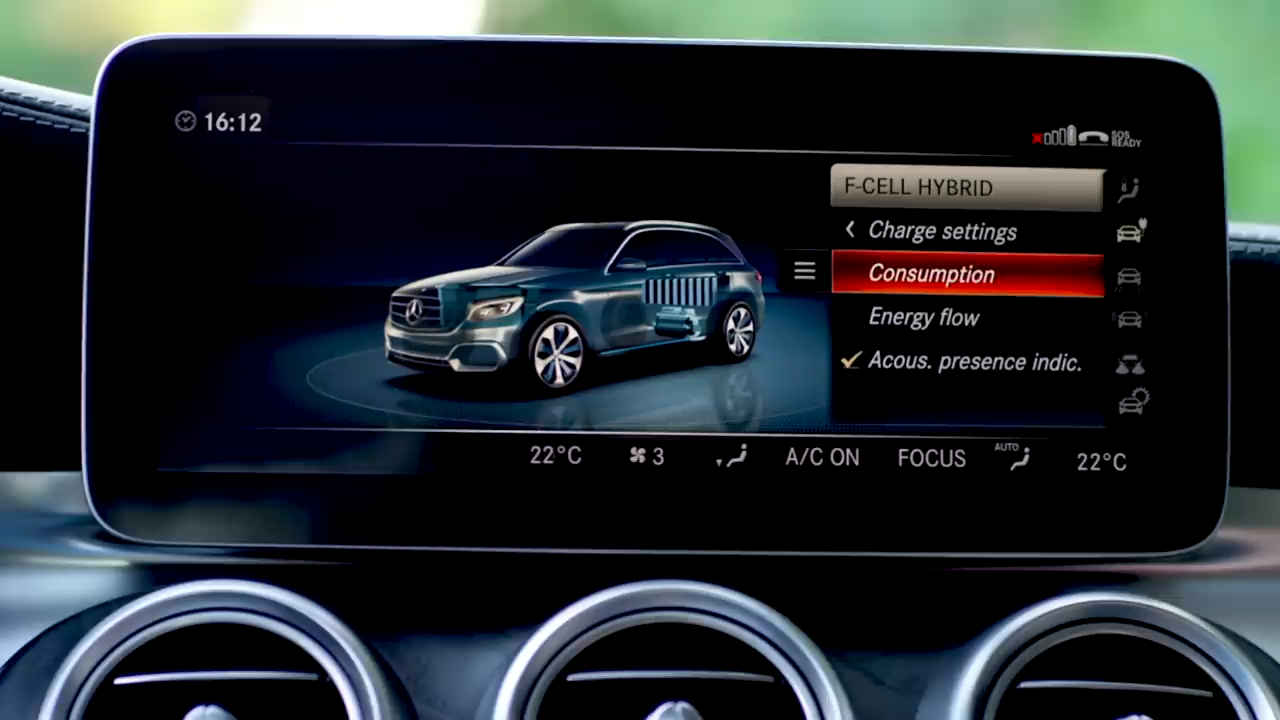 16:12
SOS
READY
F-CELL HYBRID
Charge settings
Consumption
Energy flow
Acous. presence indic.
22°C 3 A/C ON FOCUS AUTO 22°C